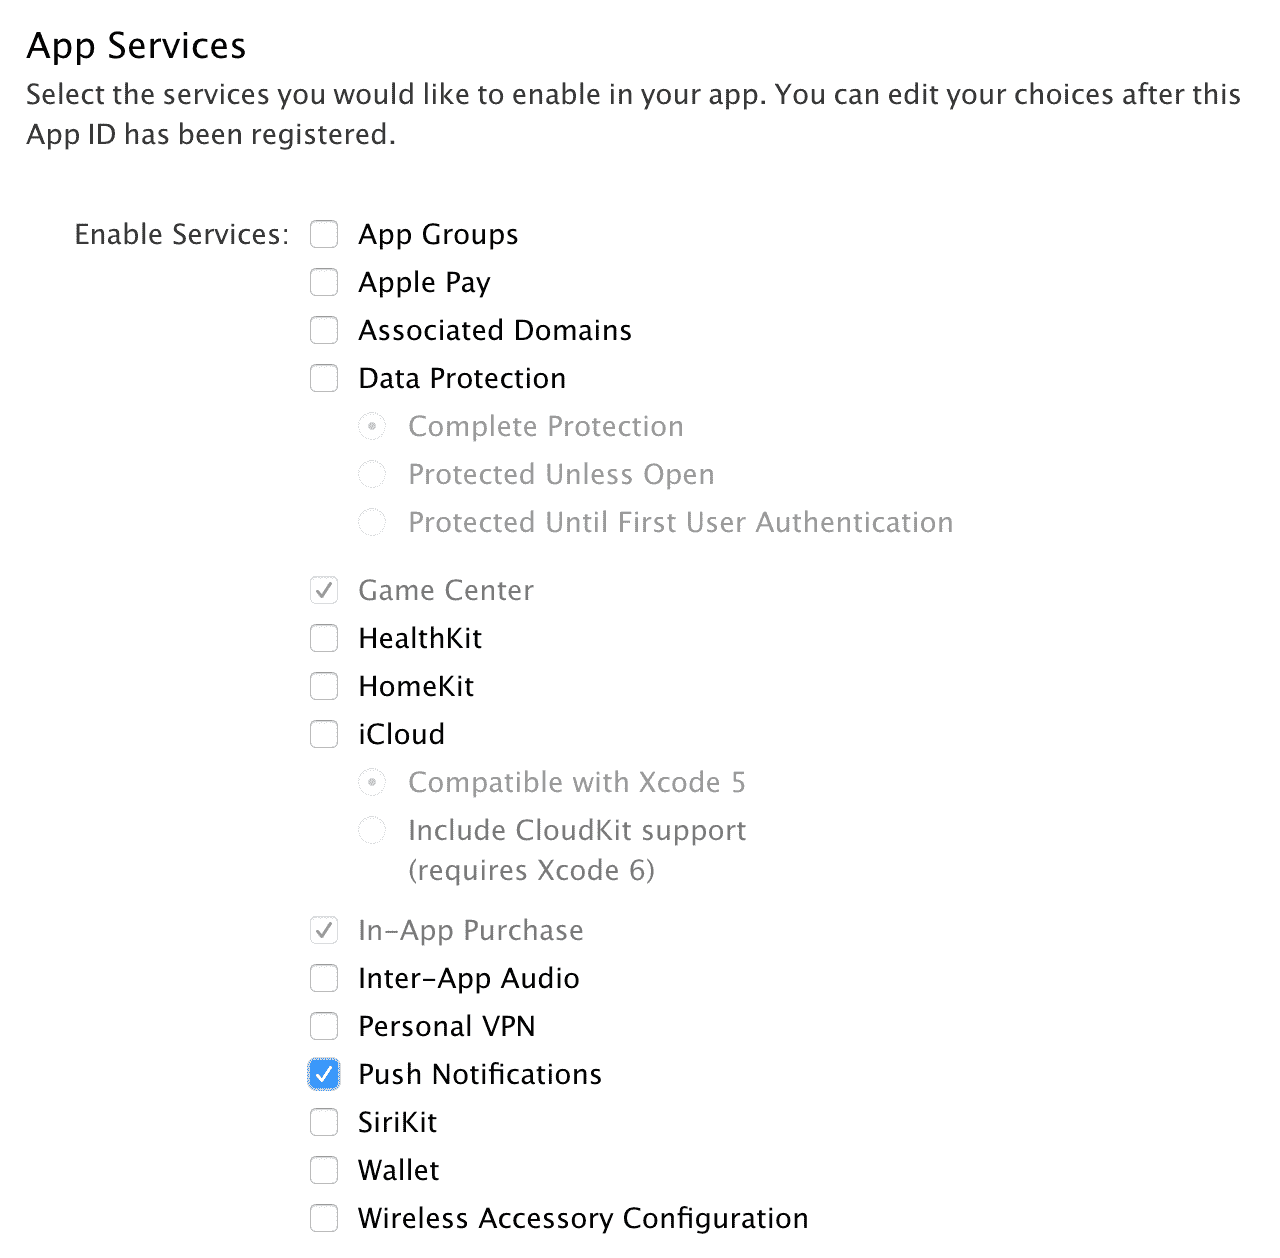 App Services
Select the services you would like to enable in your app. You can edit your choices after this
App ID has been registered.
Enable Services: App Groups
Apple Pay
Associated Domains
Data Protection
Complete Protection
Protected Unless Open
Protected Until First User Authentication
Game Center
HealthKit
HomeKit
iCloud
Compatible with Xcode 5
Include CloudKit support
(requires Xcode 6)
In-App Purchase
Inter-App Audio
Personal VPN
Push Notifications
SiriKit
Wallet
Wireless Accessory Configuration